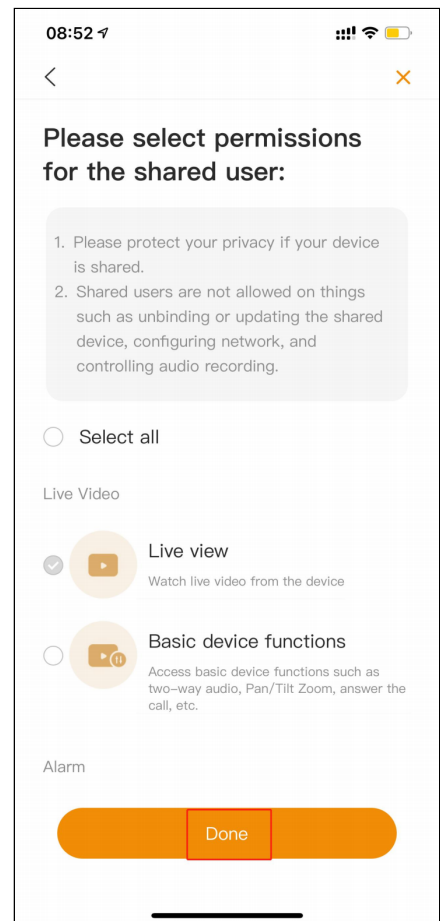 08:52
Please select permissions
for the shared user:
1. Please protect your privacy if your device
is shared.
2. Shared users are not allowed on things
such as unbinding or updating the shared
device, configuring network, and
controlling audio recording.
Select all
Live Video
Live view
Watch live video from the device
Basic device functions
Access basic device functions such as
two-way audio, Pan/Tilt Zoom, answer the
call, etc.
Alarm
Done